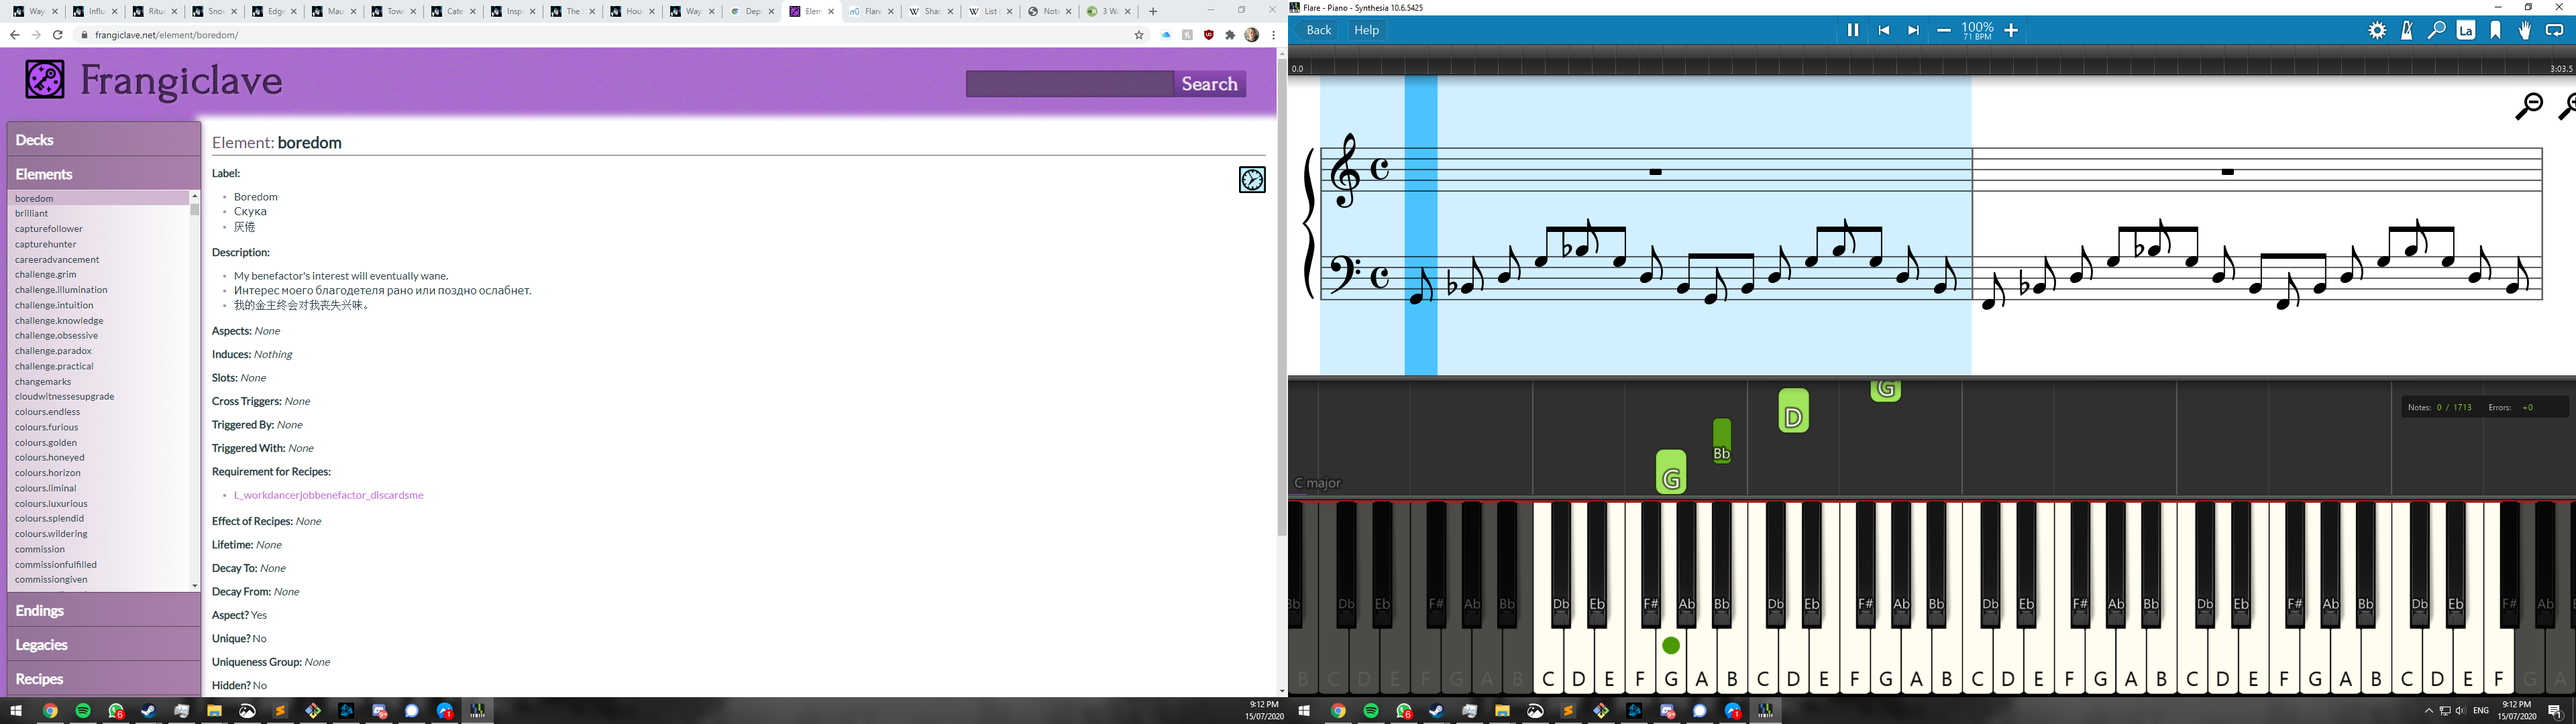 Way
Influ
Ritu
Snov
Edge
Mau
Tow
Cate
Insp
The
Hou
Way
Dep
Elem
Flare
Shar
List
Not
3 W
frangiclave.net/element/boredom/
Frangiclave
Search
Decks
Elements
boredom
brilliant
capturefollower
capturehunter
careeradvancement
challenge.grim
challenge.illumination
challenge.intuition
challenge.knowledge
challenge.obsessive
challenge.paradox
challenge.practical
changemarks
cloudwitnessesupgrade
colours.endless
colours.furious
colours.golden
colours.honeyed
colours.horizon
colours.liminal
colours.luxurious
colours.splendid
colours.wildering
commission
commissionfulfilled
commissiongiven
Endings
Legacies
Recipes
Element: boredom
Label:
Boredom
Скука
厌倦
Description:
My benefactor's interest will eventually wane.
Интерес моего благодетеля рано или поздно ослабнет.
我的金主终会对我丧失兴味。
Aspects: None
Induces: Nothing
Slots: None
Cross Triggers: None
Triggered By: None
Triggered With: None
Requirement for Recipes:
L_workdancerjobbenefactor_discardsme
Effect of Recipes: None
Lifetime: None
Decay To: None
Decay From: None
Aspect? Yes
Unique? No
Uniqueness Group: None
Hidden? No
9:12 PM
15/07/2020
Flare - Piano - Synthesia 10.6.5425
Back
Help
100%
71 BPM
La
0.0
3:03.5
Notes: 0 / 1713 Errors: +0
G
D
Bb
G
C major
Bb Db Eb F# Ab Bb Db Eb F# Ab Bb Db Eb F# Ab Bb Db Eb F# Ab Bb Db Eb F# Ab Bb Db Eb F# Ab
B C D E F G A B C D E F G A B C D E F G A B C D E F G A B C D E F G A B C D E F G A
ENG
9:12 PM
15/07/2020